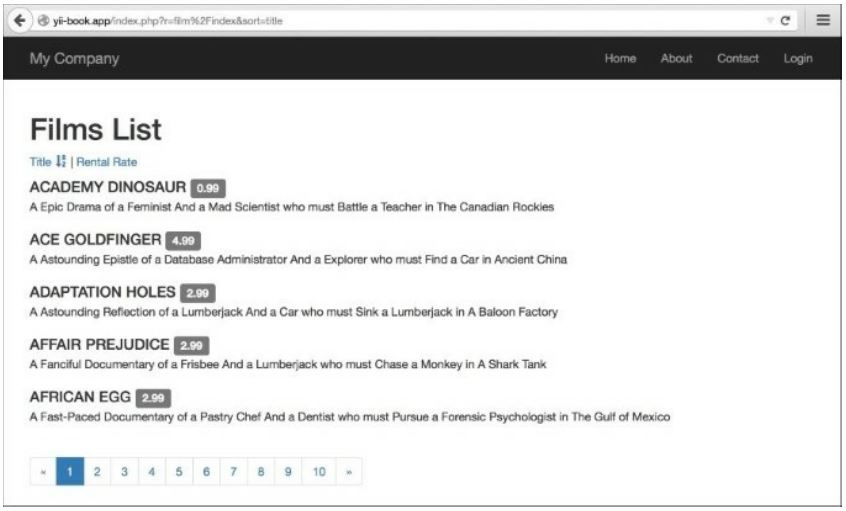 yii-book.app/index.php?r=film%2Findex&sort=title
My Company Home About Contact Login
Films List
Title | Rental Rate
ACADEMY DINOSAUR 0.99
A Epic Drama of a Feminist And a Mad Scientist who must Battle a Teacher in The Canadian Rockies
ACE GOLDFINGER 4.99
A Astounding Epistle of a Database Administrator And a Explorer who must Find a Car in Ancient China
ADAPTATION HOLES 2.99
A Astounding Reflection of a Lumberjack And a Car who must Sink a Lumberjack in A Baloon Factory
AFFAIR PREJUDICE 2.99
A Fanciful Documentary of a Frisbee And a Lumberjack who must Chase a Monkey in A Shark Tank
AFRICAN EGG 2.99
A Fast-Paced Documentary of a Pastry Chef And a Dentist who must Pursue a Forensic Psychologist in The Gulf of Mexico
« 1 2 3 4 5 6 7 8 9 10 »